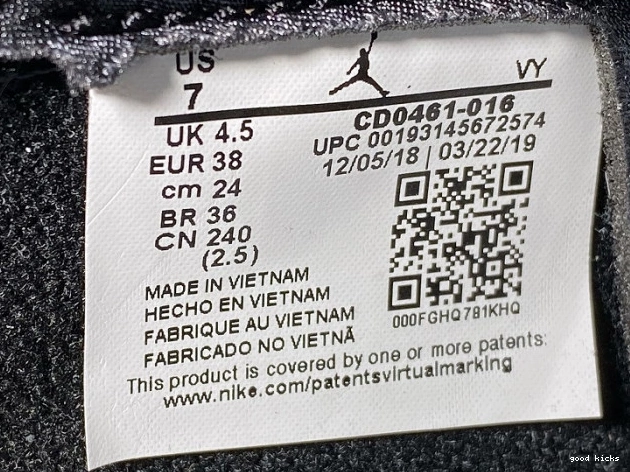 US
7
UK 4.5
EUR 38
cm 24
BR 36
CN 240
(2.5)
VY
CD0461-016
UPC 00193145672574
12/05/18 | 03/22/19
000FGHQ781KHQ
MADE IN VIETNAM
HECHO EN VIETNAM
FABRIQUE AU VIETNAM
FABRICADO NO VIETNÃ
This product is covered by one or more patents:
www.nike.com/patentsvirtualmarking
good kicks